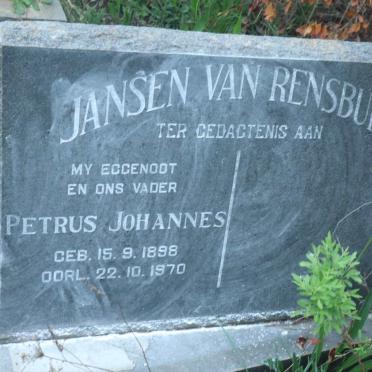 JANSEN VAN RENSBU
TER GEDAGTENIS AAN
MY EGGENOOT
EN ONS VADER
PETRUS JOHANNES
GEB. 15. 9. 1898
OORL. 22. 10. 1970